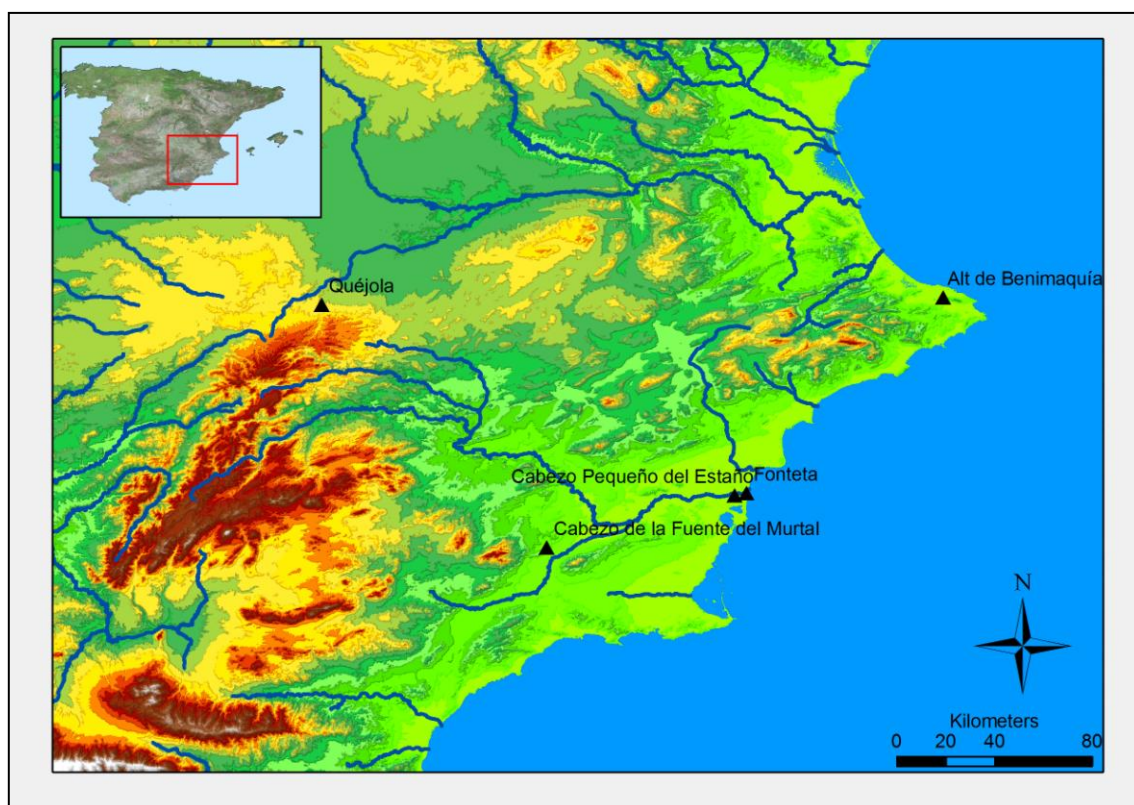 Quéjola
Alt de Benimaquía
Cabezo Pequeño del Estaño
Fonteta
Cabezo de la Fuente del Murtal
N
Kilometers
0 20 40 80